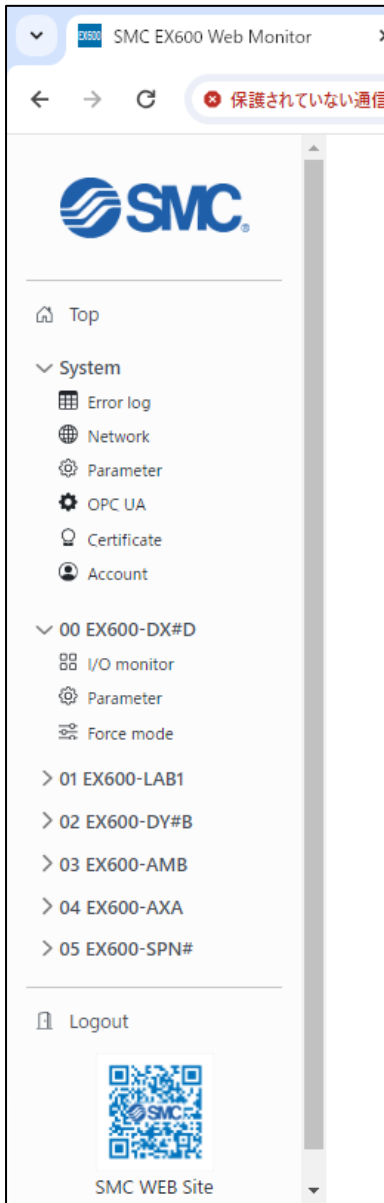 EX600
SMC EX600 Web Monitor
保護されていない通信
SMC
Top
System
Error log
Network
Parameter
OPC UA
Certificate
Account
00 EX600-DX#D
I/O monitor
Parameter
Force mode
01 EX600-LAB1
02 EX600-DY#B
03 EX600-AMB
04 EX600-AXA
05 EX600-SPN#
Logout
SMC
SMC WEB Site